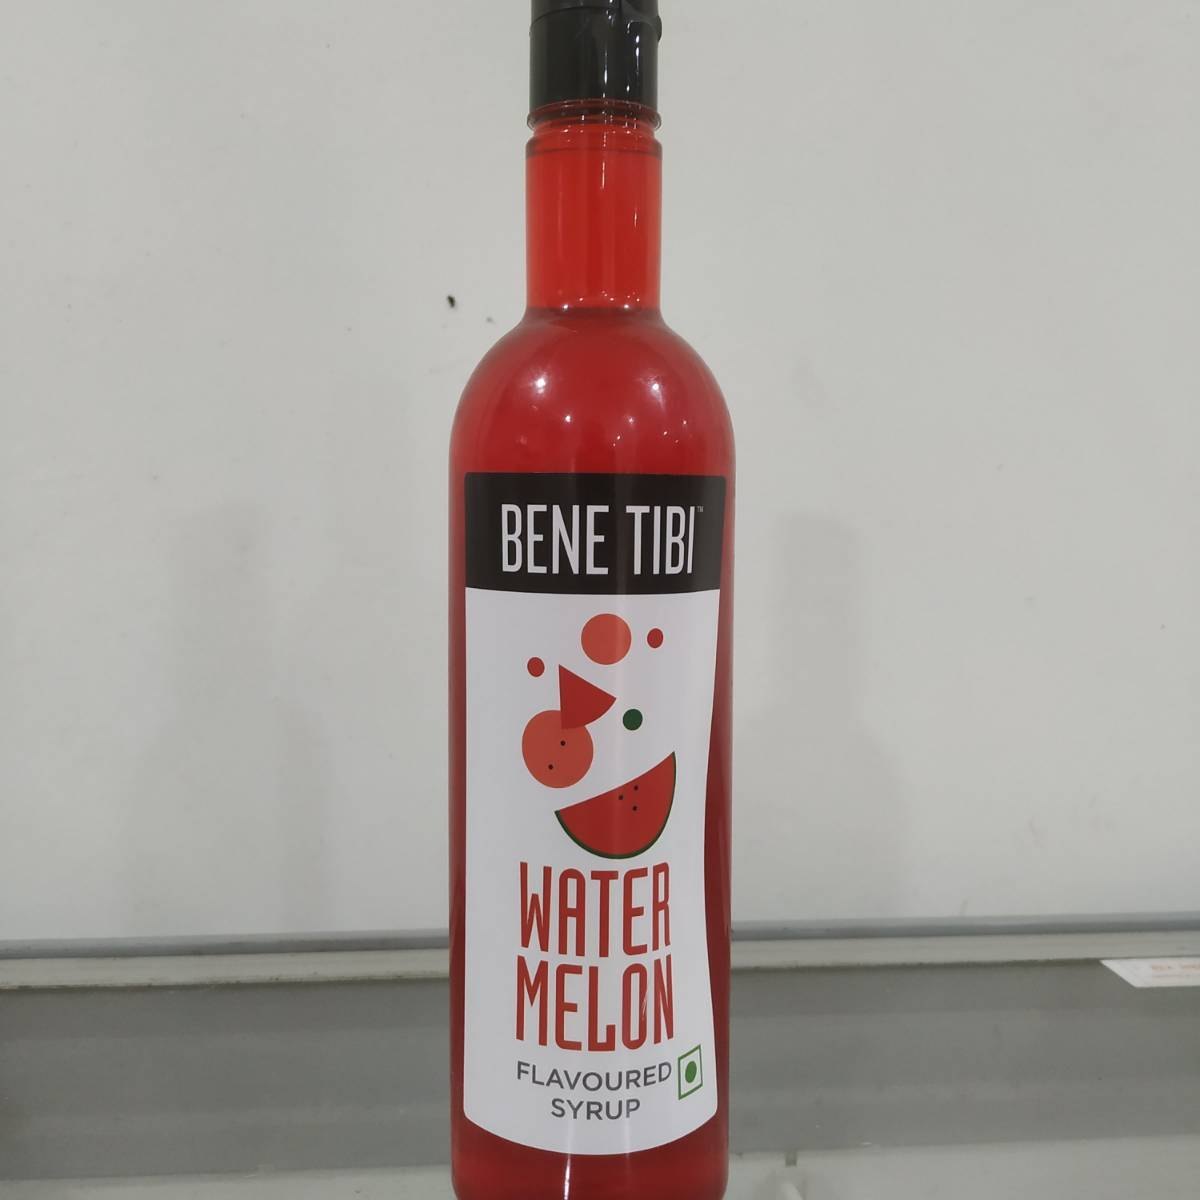 BENE TIBI™
WATER
MELON
FLAVOURED
SYRUP